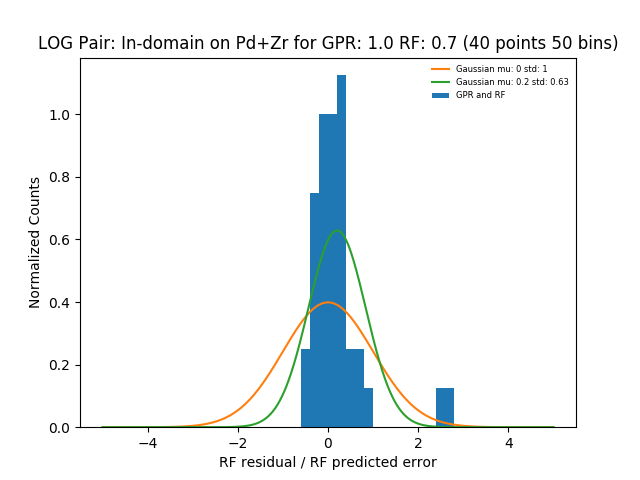 LOG Pair: In-domain on Pd+Zr for GPR: 1.0 RF: 0.7 (40 points 50 bins)
Gaussian mu: 0 std: 1
Gaussian mu: 0.2 std: 0.63
GPR and RF
Normalized Counts
1.0
0.8
0.6
0.4
0.2
0.0
−4 −2 0 2 4
RF residual / RF predicted error